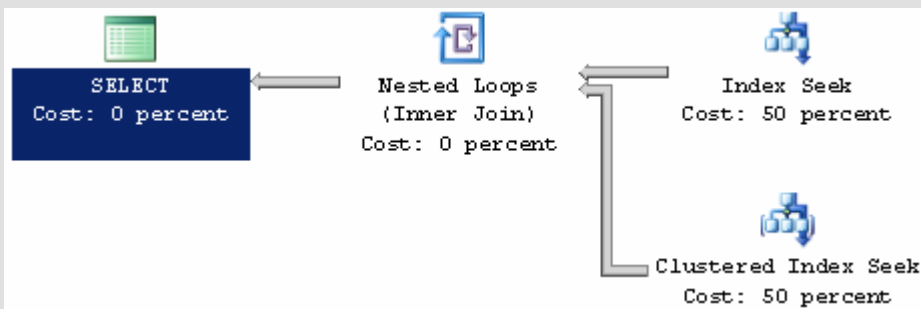 SELECT
Cost: 0 percent
Nested Loops
(Inner Join)
Cost: 0 percent
Index Seek
Cost: 50 percent
Clustered Index Seek
Cost: 50 percent